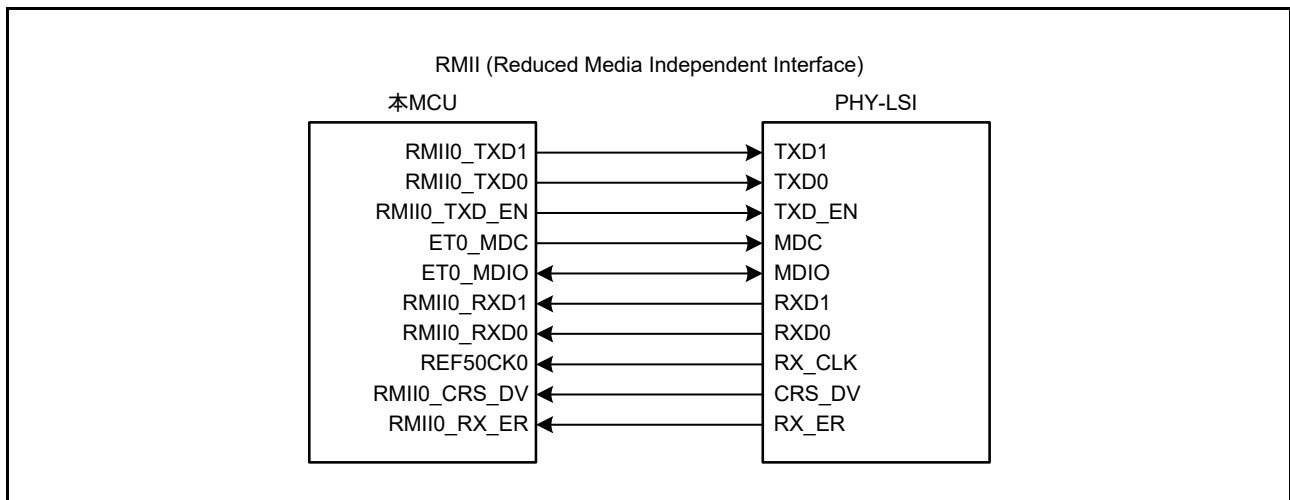 RMII (Reduced Media Independent Interface)
本MCU PHY-LSI
RMII0_TXD1 TXD1
RMII0_TXD0 TXD0
RMII0_TXD_EN TXD_EN
ET0_MDC MDC
ET0_MDIO MDIO
RMII0_RXD1 RXD1
RMII0_RXD0 RXD0
REF50CK0 RX_CLK
RMII0_CRS_DV CRS_DV
RMII0_RX_ER RX_ER